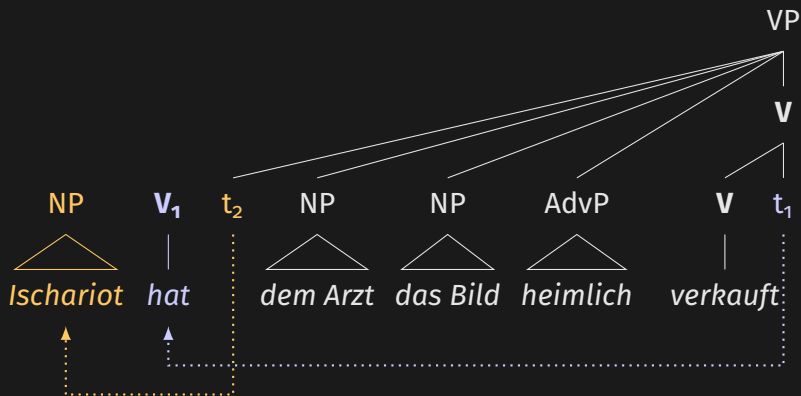 VP
V
NP V₁ t₂ NP NP AdvP V t₁
Ischariot hat dem Arzt das Bild heimlich verkauft